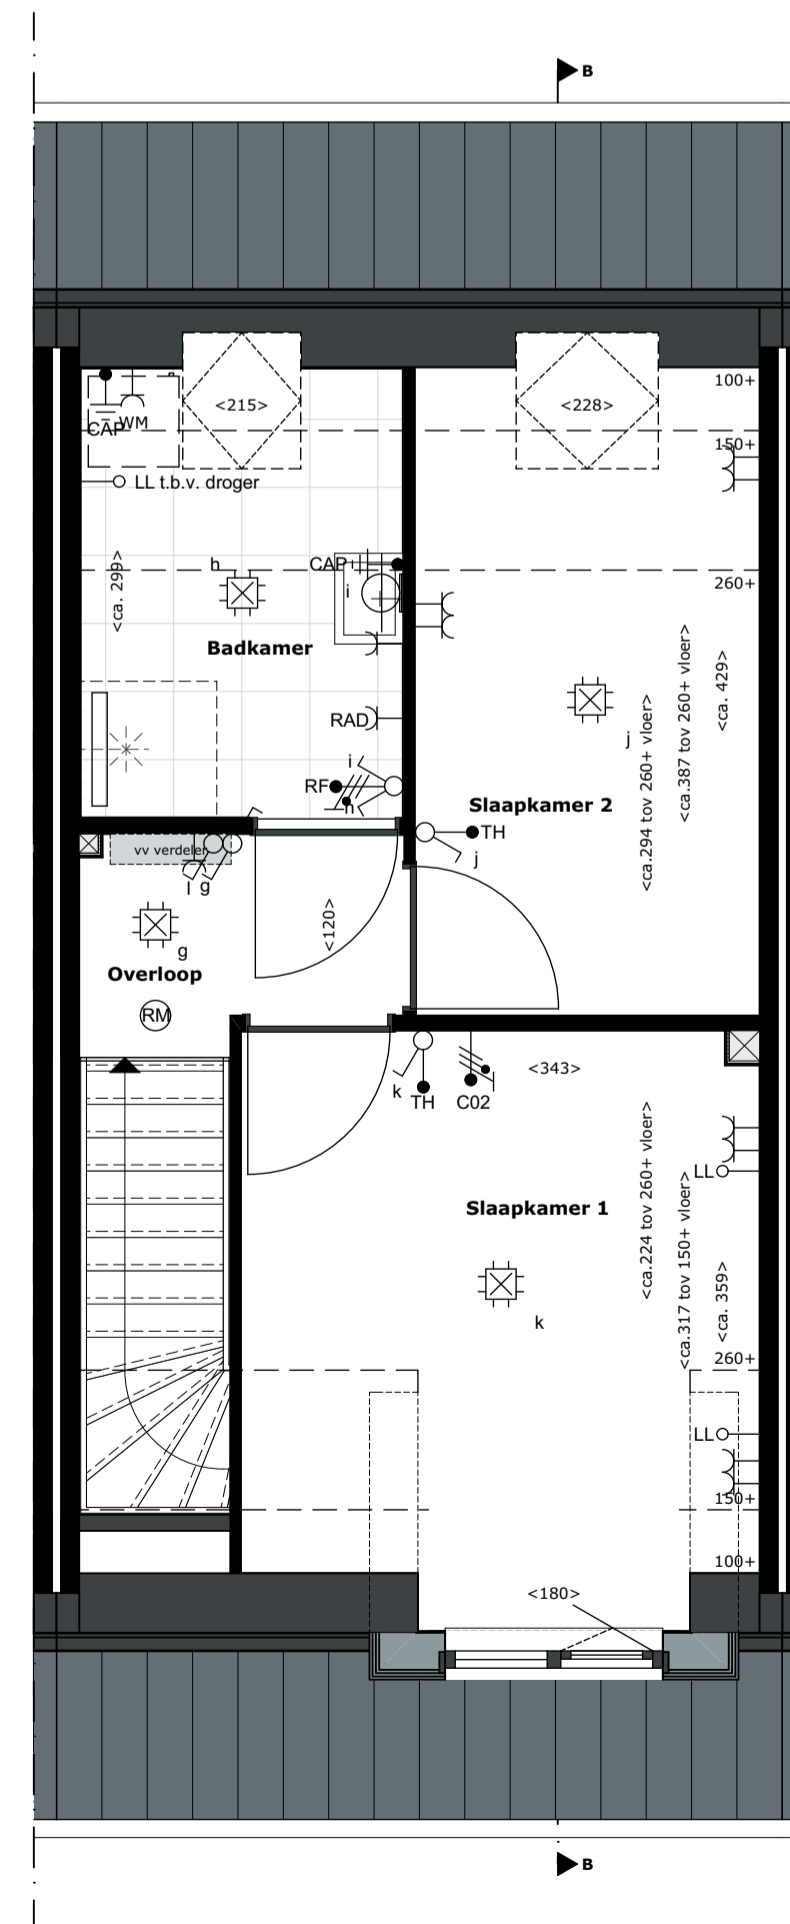 B
<215>
<228>
100+
CAP
WM
150+
LL t.b.v. droger
<ca. 299>
h
CAP
i
260+
Badkamer
<ca.294 tov 260+ vloer>
<ca.387 tov 260+ vloer>
<ca. 429>
RAD
j
i
RF
h
Slaapkamer 2
TH
j
vv verdeler
l
g
g
<120>
Overloop
RM
k
TH
C02
<343>
LL
Slaapkamer 1
<ca.224 tov 260+ vloer>
<ca.317 tov 150+ vloer>
<ca. 359>
k
260+
LL
150+
100+
<180>
B